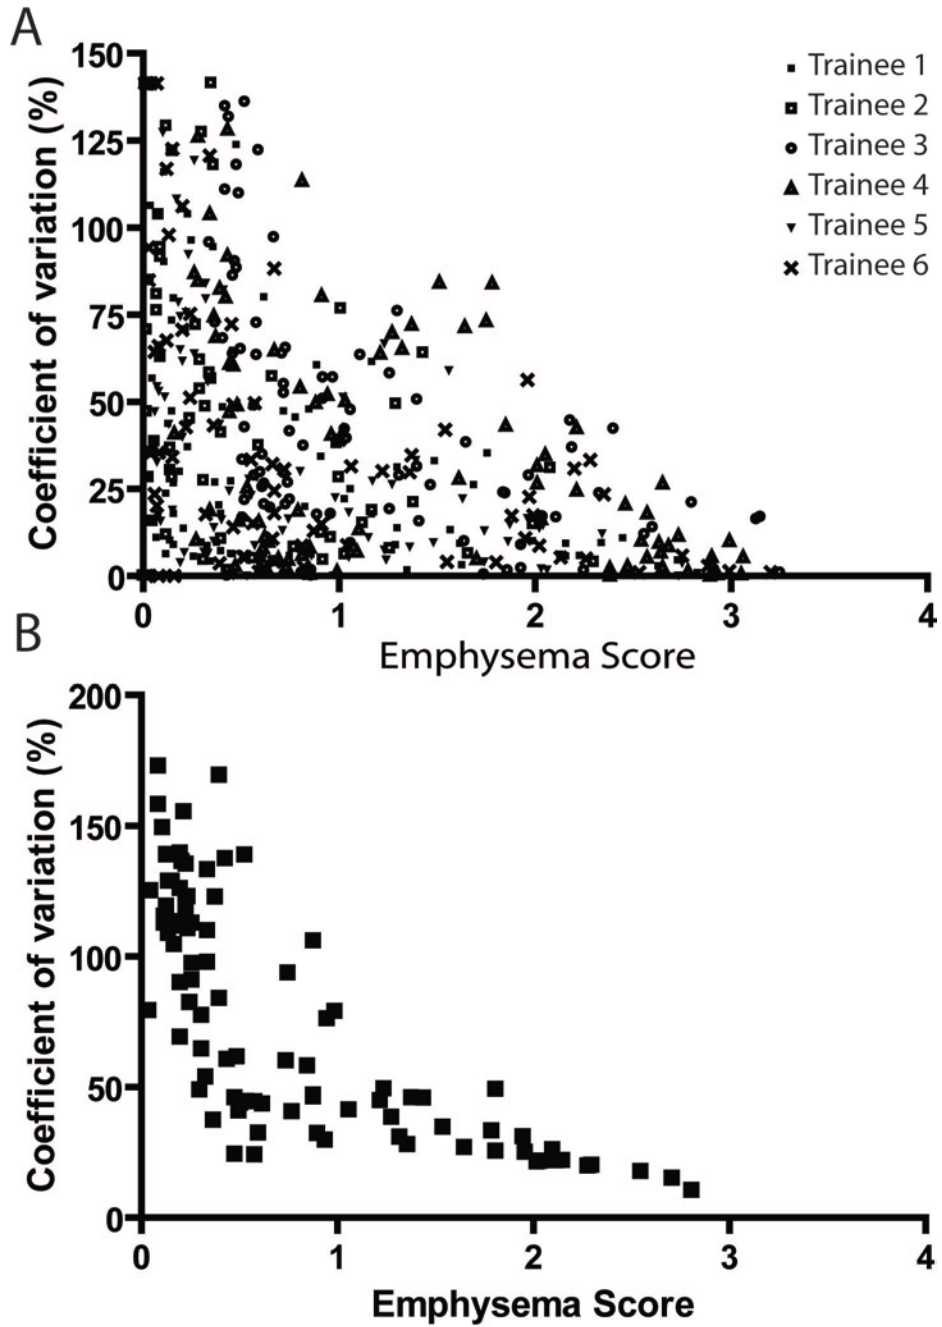 A
Coefficient of variation (%)
150
125
100
75
50
25
0
0 1 2 3 4
Emphysema Score
Trainee 1
Trainee 2
Trainee 3
Trainee 4
Trainee 5
Trainee 6
B
Coefficient of variation (%)
200
150
100
50
0
0 1 2 3 4
Emphysema Score